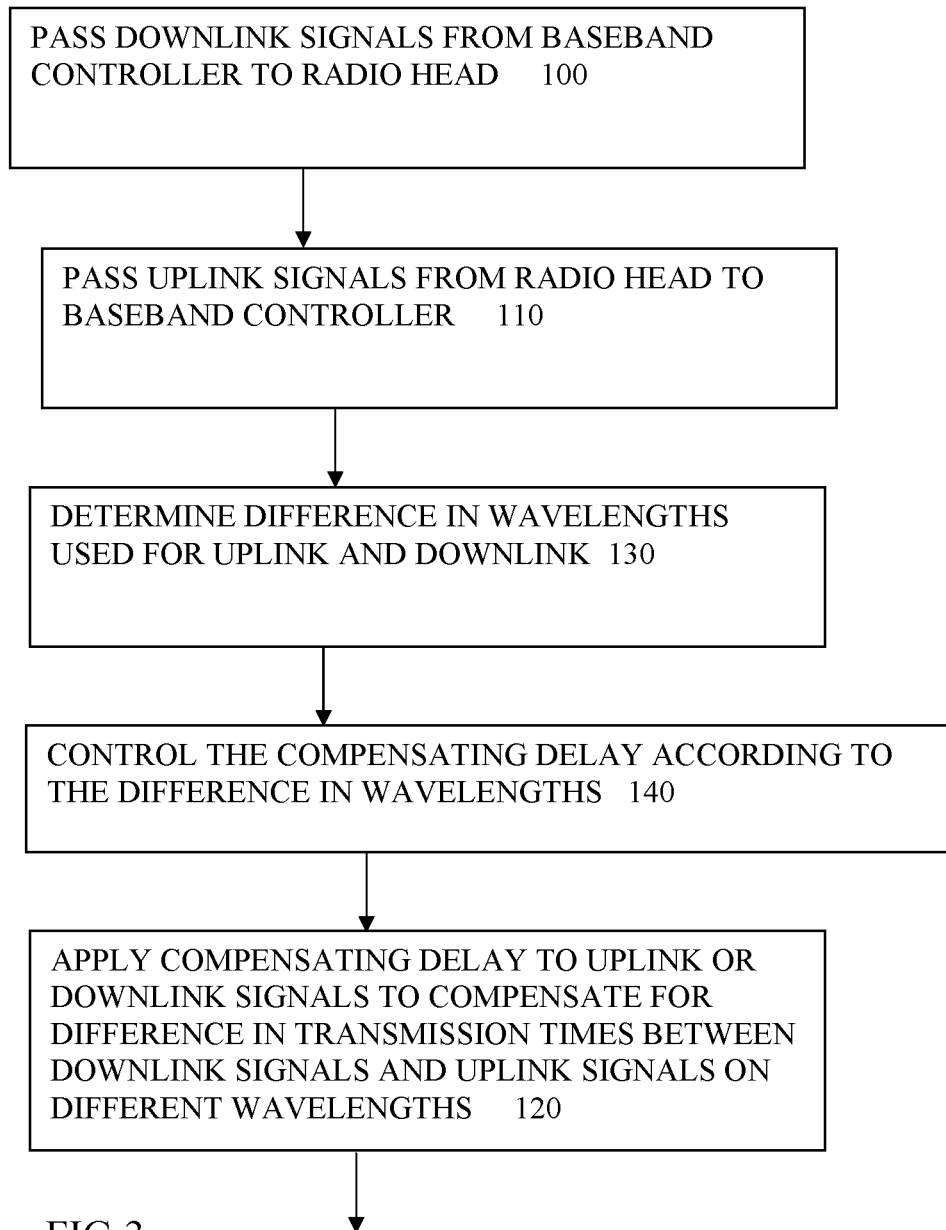 PASS DOWNLINK SIGNALS FROM BASEBAND
CONTROLLER TO RADIO HEAD 100
PASS UPLINK SIGNALS FROM RADIO HEAD TO
BASEBAND CONTROLLER 110
DETERMINE DIFFERENCE IN WAVELENGTHS
USED FOR UPLINK AND DOWNLINK 130
CONTROL THE COMPENSATING DELAY ACCORDING TO
THE DIFFERENCE IN WAVELENGTHS 140
APPLY COMPENSATING DELAY TO UPLINK OR
DOWNLINK SIGNALS TO COMPENSATE FOR
DIFFERENCE IN TRANSMISSION TIMES BETWEEN
DOWNLINK SIGNALS AND UPLINK SIGNALS ON
DIFFERENT WAVELENGTHS 120